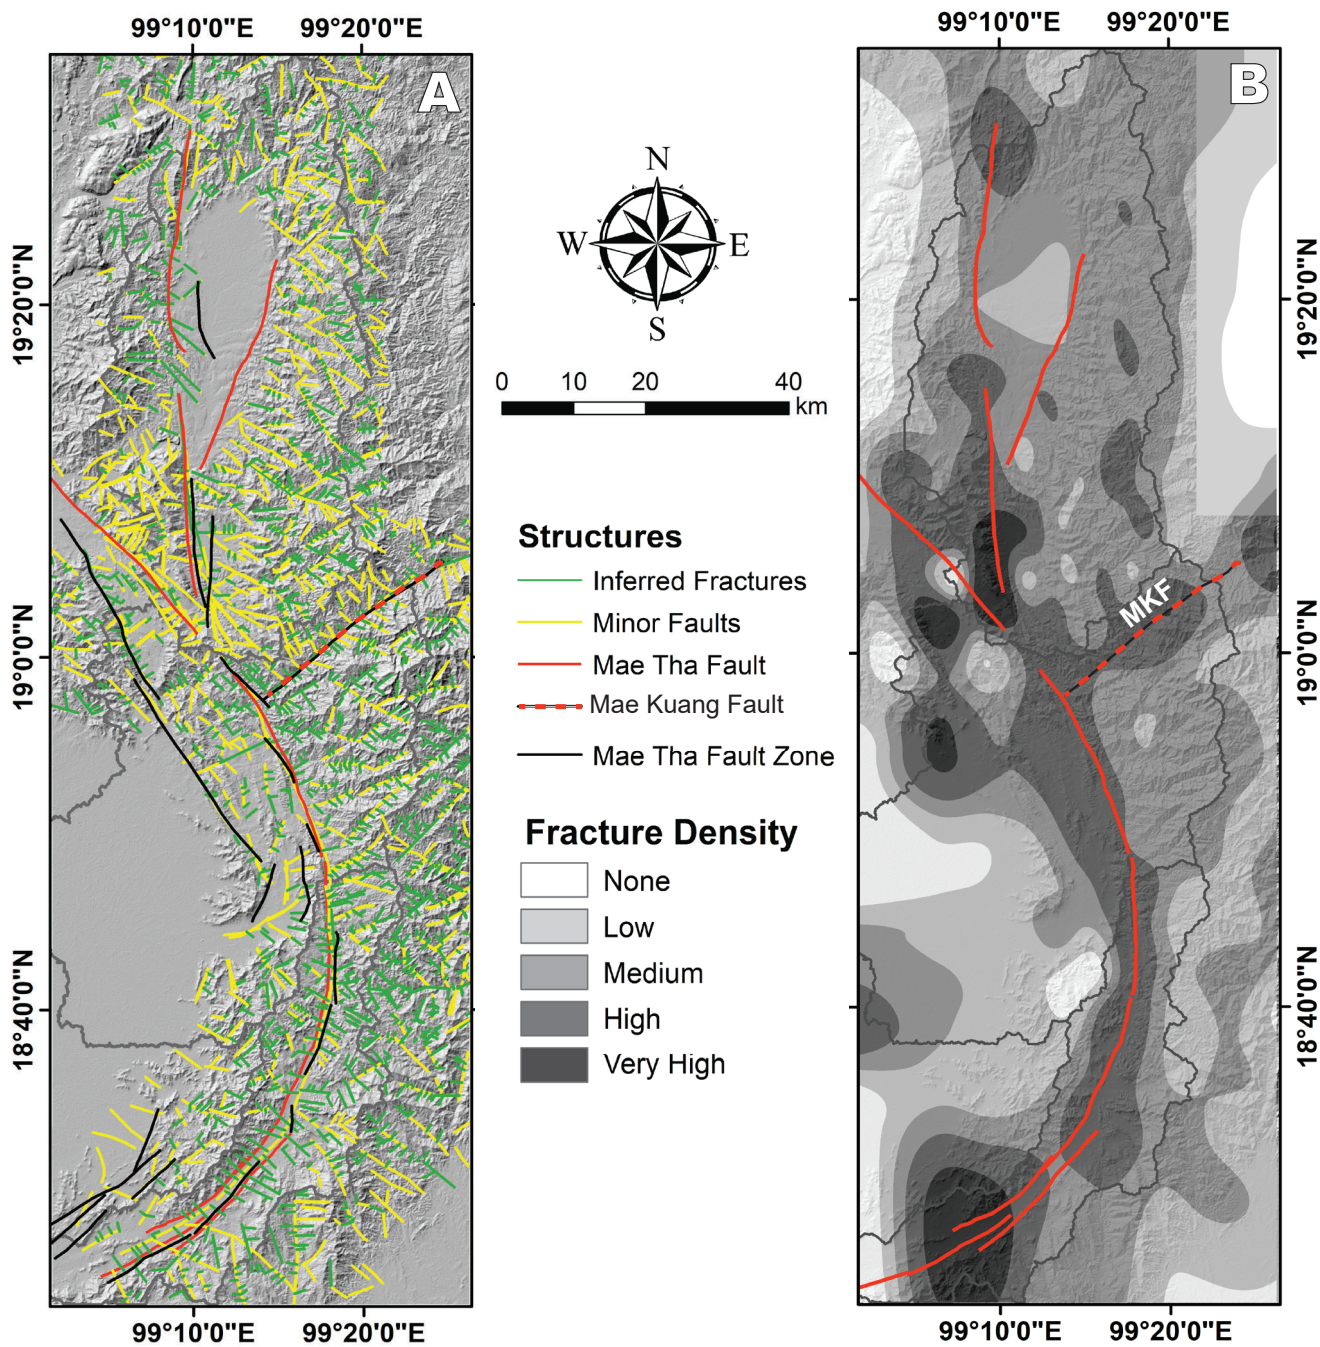 99°10'0"E
99°20'0"E
99°10'0"E
99°20'0"E
A
B
N
W
E
S
19°20'0"N
19°20'0"N
0
10
20
40
km
Structures
Inferred Fractures
Minor Faults
Mae Tha Fault
Mae Kuang Fault
Mae Tha Fault Zone
MKF
19°0'0"N
19°0'0"N
Fracture Density
None
Low
Medium
High
Very High
18°40'0"N
18°40'0"N
99°10'0"E
99°20'0"E
99°10'0"E
99°20'0"E